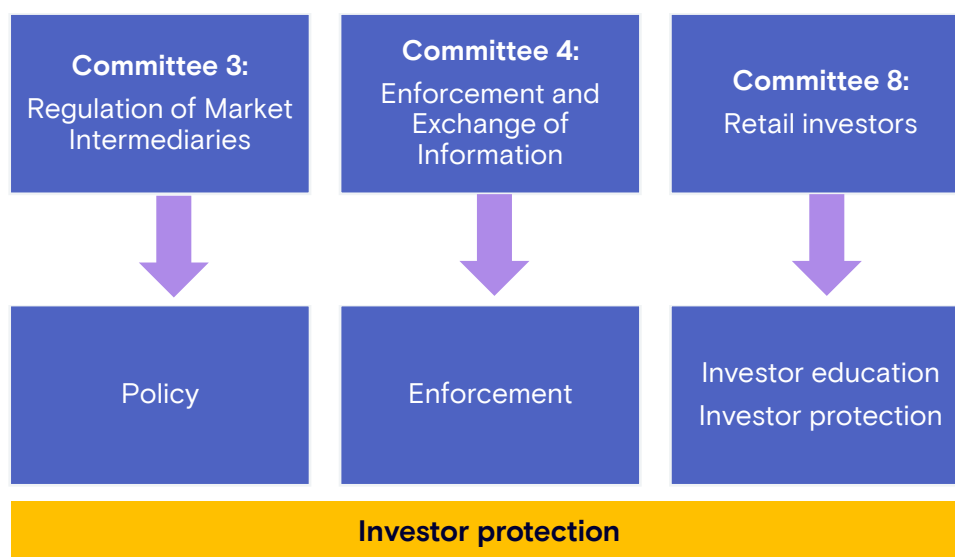 Committee 3:
Regulation of Market
Intermediaries
Committee 4:
Enforcement and
Exchange of
Information
Committee 8:
Retail investors
Policy
Enforcement
Investor education
Investor protection
Investor protection